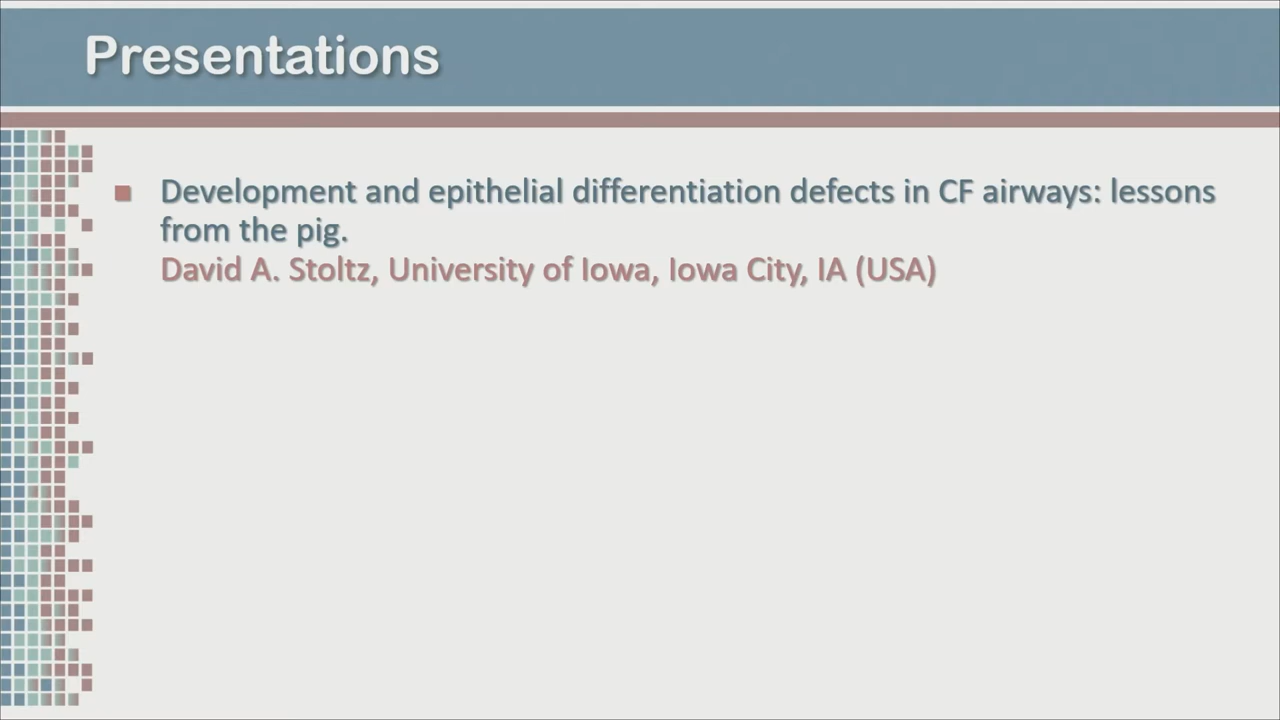 Presentations
Development and epithelial differentiation defects in CF airways: lessons
from the pig.
David A. Stoltz, University of Iowa, Iowa City, IA (USA)